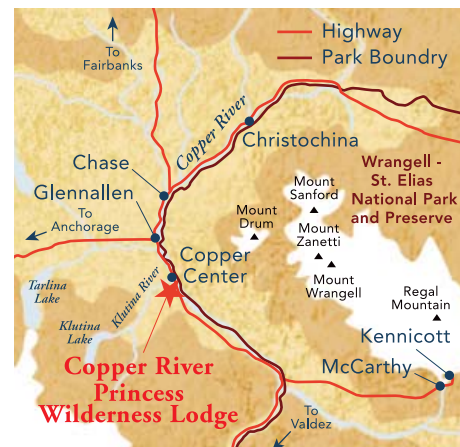 To
Fairbanks
Highway
Park Boundry
Copper River
Christochina
Chase
Glennallen
To
Anchorage
Wrangell -
St. Elias
National Park
and Preserve
Mount
Sanford
Mount
Drum
Mount
Zanetti
Mount
Wrangell
Copper
Center
Klutina River
Tarlina
Lake
Klutina
Lake
Regal
Mountain
Kennicott
McCarthy
Copper River
Princess
Wilderness Lodge
To
Valdez